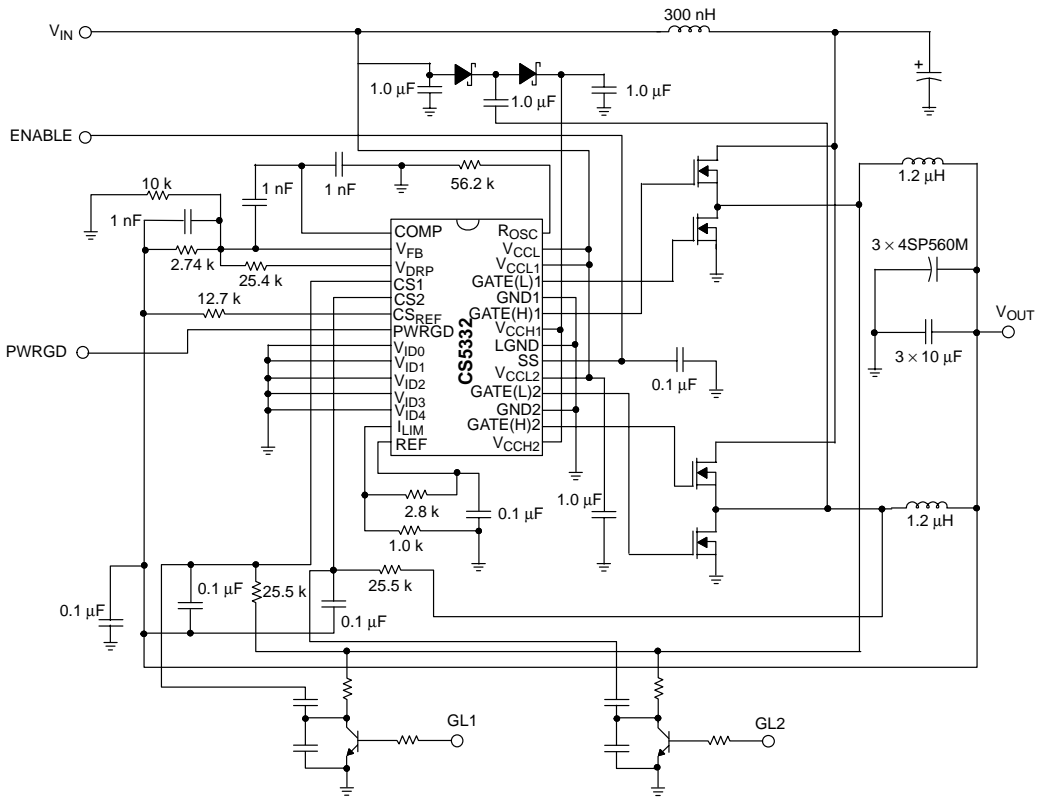 300 nH
VIN
1.0 μF
1.0 μF
1.0 μF
+
ENABLE
10 k
1 nF
1 nF
56.2 k
1.2 μH
1 nF
2.74 k
25.4 k
12.7 k
COMP
VFB
VDRP
CS1
CS2
CSREF
PWRGD
VID0
VID1
VID2
VID3
VID4
ILIM
REF
CS5332
ROSC
VCCL
VCCL1
GATE(L)1
GND1
GATE(H)1
VCCH1
LGND
SS
VCCL2
GATE(L)2
GND2
GATE(H)2
VCCH2
3 × 4SP560M
VOUT
3 × 10 μF
PWRGD
0.1 μF
2.8 k
1.0 k
0.1 μF
1.0 μF
1.2 μH
0.1 μF
0.1 μF
25.5 k
25.5 k
0.1 μF
GL1
GL2